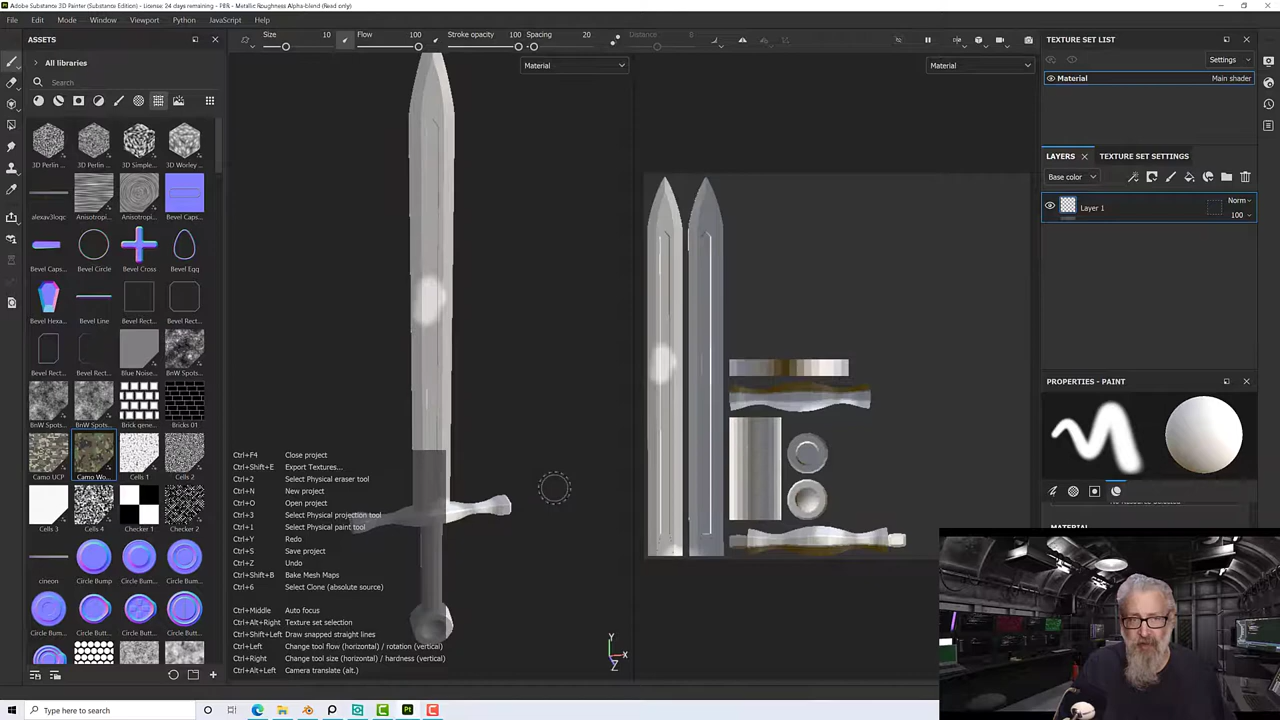 Adobe Substance 3D Painter (Substance Edition) - License: 24 days remaining - PBR - Metallic Roughness Alpha-blend (Read only)
File Edit Mode Window Viewport Python JavaScript Help
ASSETS
Size 10 Flow 100 Stroke opacity 100 Spacing 20 Distance 8
All libraries
Search
Material
Material
3D Perlin ... 3D Perlin ... 3D Simple... 3D Worley ...
alexav3loqc Anisotropi... Anisotropi... Bevel Caps...
Bevel Caps... Bevel Circle Bevel Cross Bevel Egg
Bevel Hexa... Bevel Line Bevel Rect... Bevel Rect...
Bevel Rect... Bevel Rect... Blue Noise... BnW Spots...
BnW Spots... BnW Spots... Brick gene... Bricks 01
Camo UCP Camo Wo... Cells 1 Cells 2
Cells 3 Cells 4 Checker 1 Checker 2
cineon Circle Bump Circle Bum... Circle Bum...
Circle Bum... Circle Butt... Circle Butt... Circle Butt...
Ctrl+F4 Close project
Ctrl+Shift+E Export Textures...
Ctrl+2 Select Physical eraser tool
Ctrl+N New project
Ctrl+O Open project
Ctrl+3 Select Physical projection tool
Ctrl+1 Select Physical paint tool
Ctrl+Y Redo
Ctrl+S Save project
Ctrl+Z Undo
Ctrl+Shift+B Bake Mesh Maps
Ctrl+6 Select Clone (absolute source)
Ctrl+Middle Auto focus
Ctrl+Alt+Right Texture set selection
Ctrl+Shift+Left Draw snapped straight lines
Ctrl+Left Change tool flow (horizontal) / rotation (vertical)
Ctrl+Right Change tool size (horizontal) / hardness (vertical)
Ctrl+Alt+Left Camera translate (alt.)
Y
X
Z
TEXTURE SET LIST
Settings
Material Main shader
LAYERS TEXTURE SET SETTINGS
Base color
Layer 1 Norm
100
PROPERTIES - PAINT
MATERIAL
Type here to search